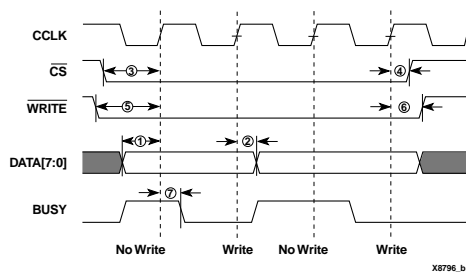 CCLK
CS
③ ④
WRITE
⑤ ⑥
① ②
DATA[7:0]
⑦
BUSY
No Write Write No Write Write
X8796_b